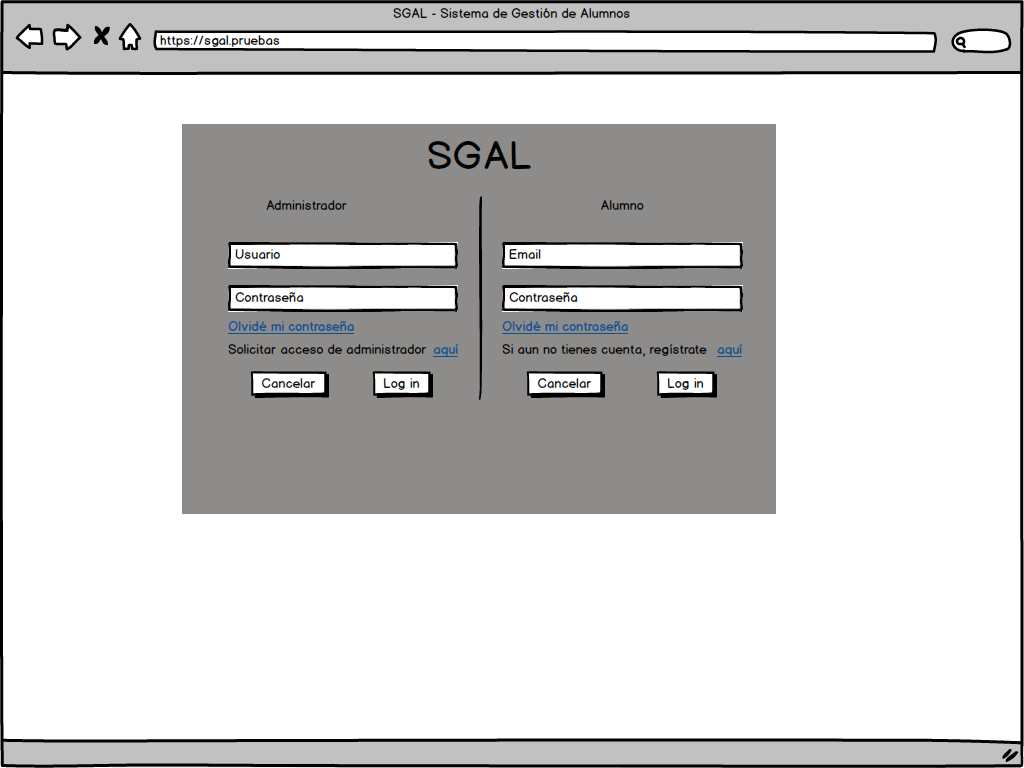 SGAL - Sistema de Gestión de Alumnos
https://sgal.pruebas
SGAL
Administrador
Usuario
Contraseña
Olvidé mi contraseña
Solicitar acceso de administrador aquí
Cancelar Log in
Alumno
Email
Contraseña
Olvidé mi contraseña
Si aun no tienes cuenta, regístrate aquí
Cancelar Log in